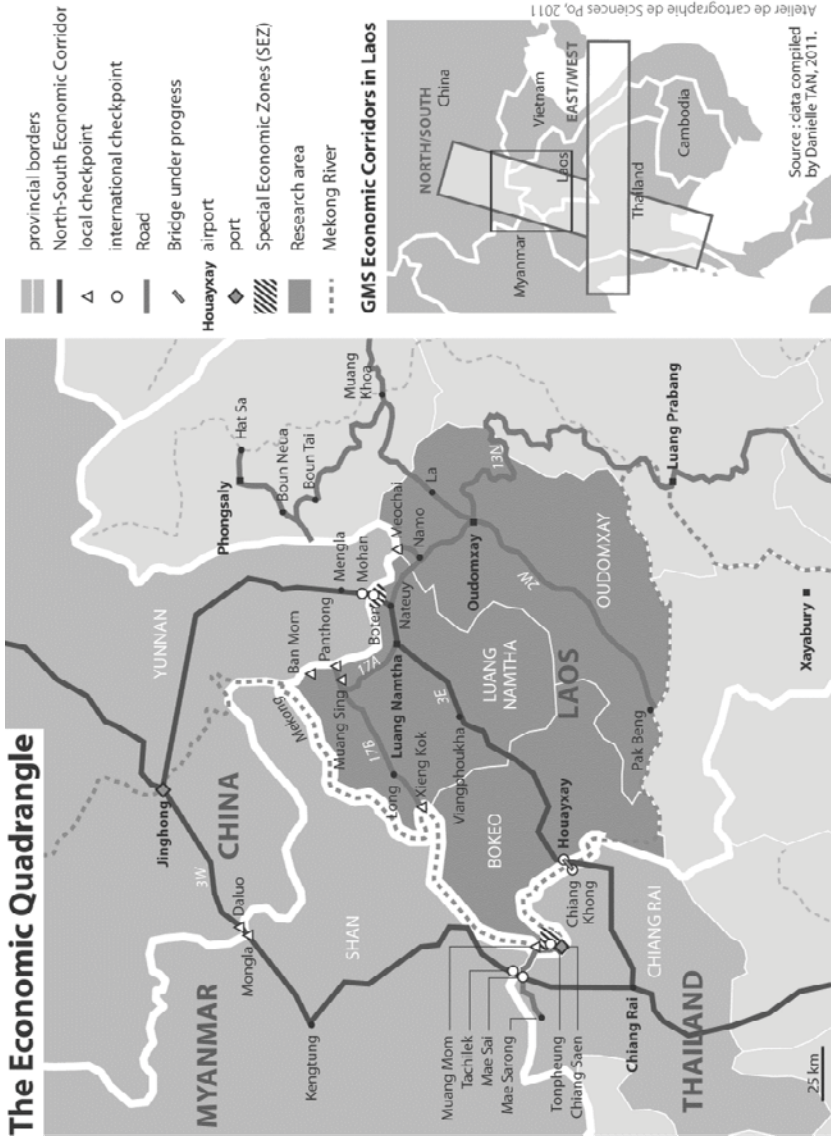 The Economic Quadrangle
MYANMAR
CHINA
YUNNAN
Jinghong
3W
Daluo
Mongla
Kengtung
SHAN
Mekong
Ban Mom
Panthong
Muang Sing
17A
17B
Long
Xieng Kok
Luang Namtha
Mengla
Mohan
Boten
Nateuy
Phongsaly
Hat Sa
Boun Neua
Boun Tai
Muang
Khoa
Veochai
Namo
La
13N
Oudomxay
2W
OUDOMXAY
LUANG
NAMTHA
LAOS
3E
Viangphoukha
BOKEO
Pak Beng
Houayxay
Chiang
Khong
Luang Prabang
Xayabury
CHIANG RAI
THAILAND
Chiang Rai
Muang Mom
Tachilek
Mae Sai
Mae Sarong
Tonpheung
Chiang Saen
25 km
provincial borders
North-South Economic Corridor
local checkpoint
international checkpoint
Road
Bridge under progress
Houayxay airport
port
Special Economic Zones (SEZ)
Research area
Mekong River
GMS Economic Corridors in Laos
NORTH/SOUTH
China
Myanmar
Vietnam
Laos
EAST/WEST
Thailand
Cambodia
Source : data compiled
by Danielle TAN, 2011.
Atelier de cartographie de Sciences Po, 2011